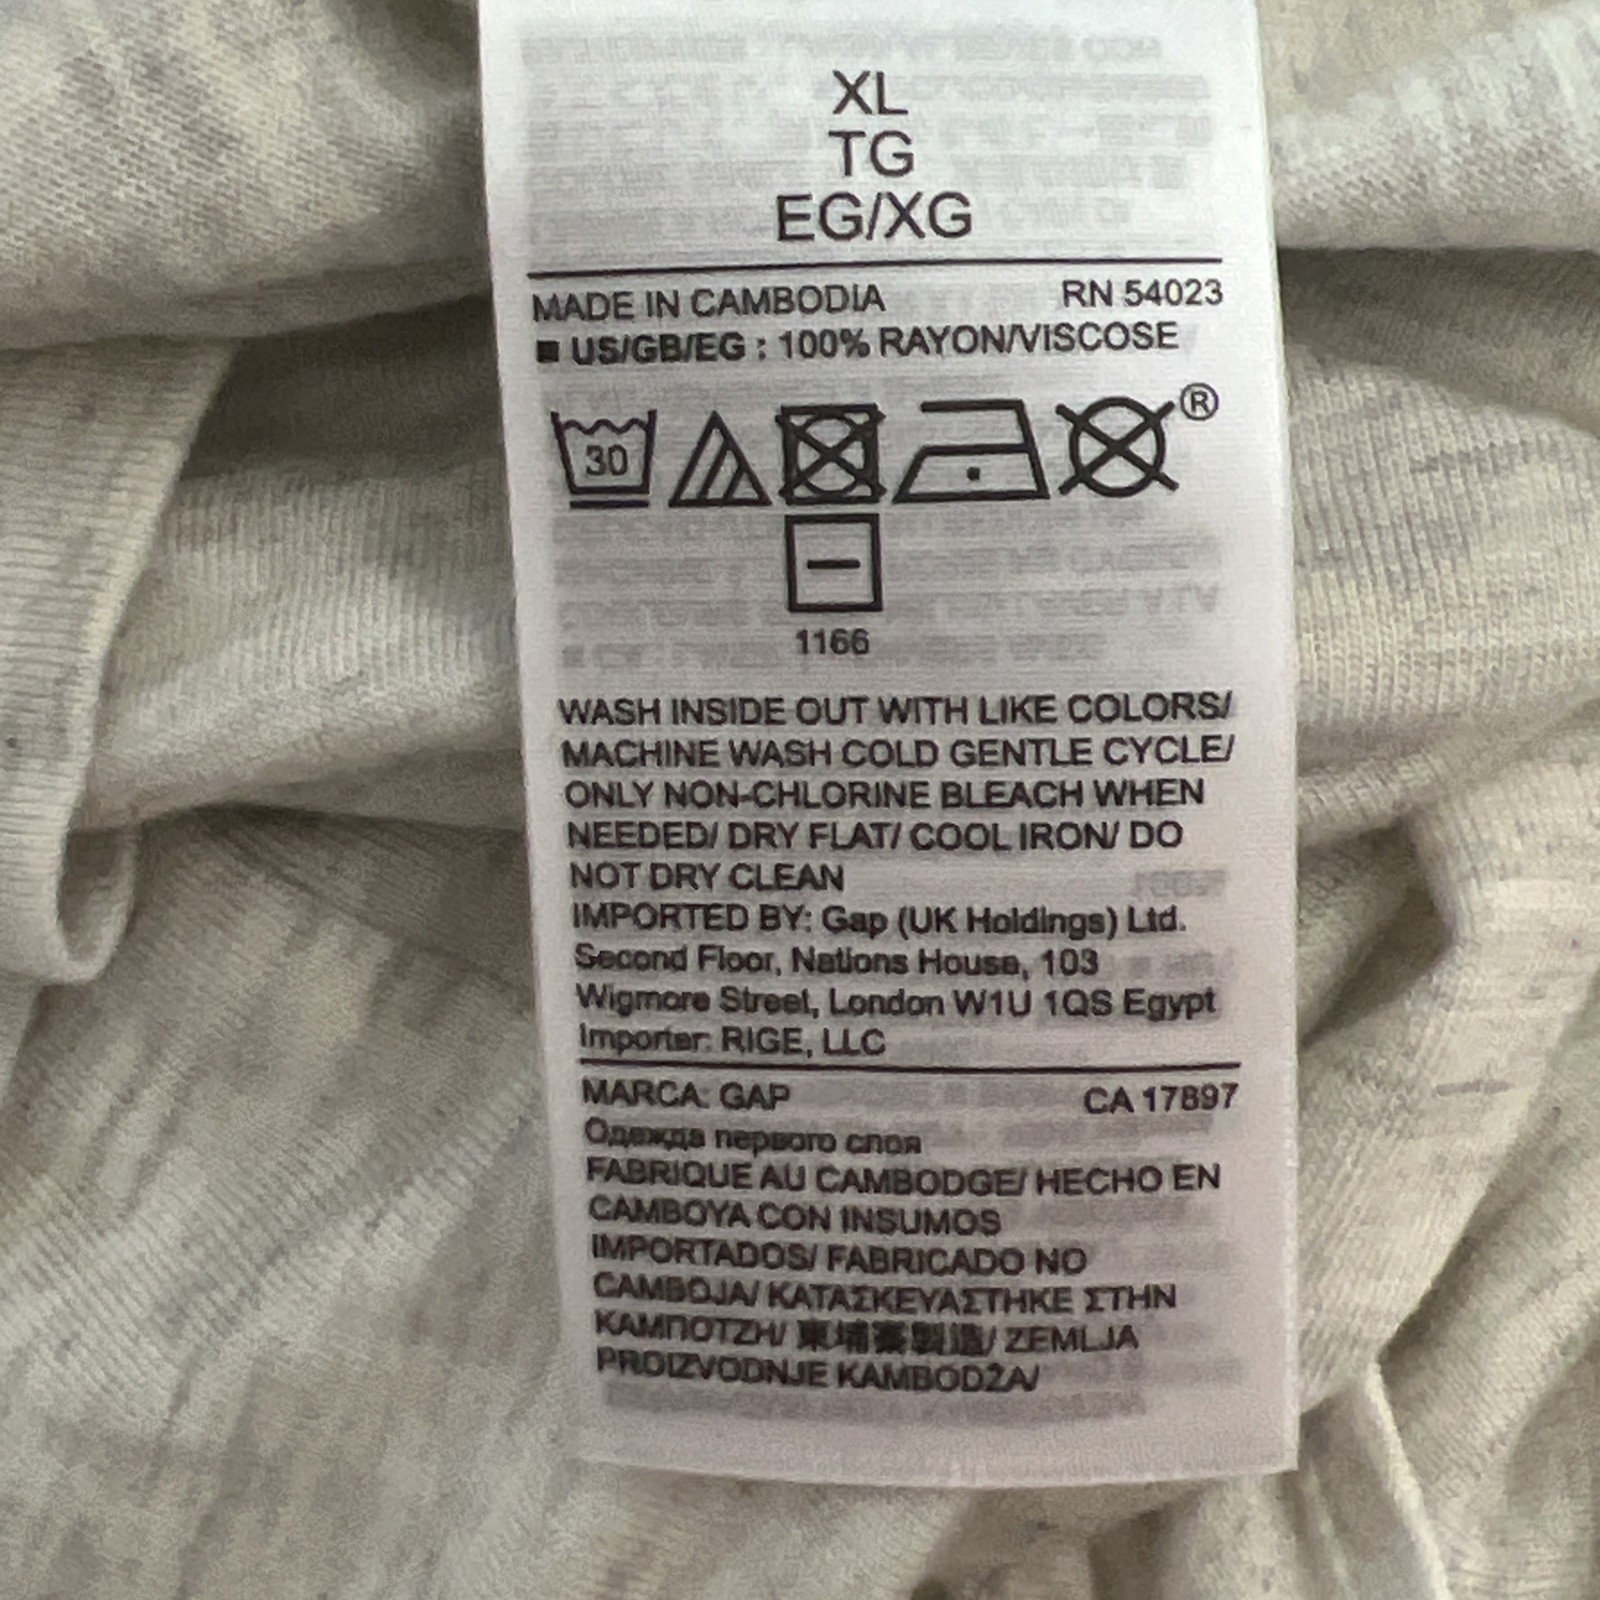 XL
TG
EG/XG
MADE IN CAMBODIA RN 54023
■ US/GB/EG : 100% RAYON/VISCOSE
30 ®
1166
WASH INSIDE OUT WITH LIKE COLORS/
MACHINE WASH COLD GENTLE CYCLE/
ONLY NON-CHLORINE BLEACH WHEN
NEEDED/ DRY FLAT/ COOL IRON/ DO
NOT DRY CLEAN
IMPORTED BY: Gap (UK Holdings) Ltd.
Second Floor, Nations House, 103
Wigmore Street, London W1U 1QS Egypt
Importer: RIGE, LLC
MARCA: GAP CA 17897
Одежда первого слоя
FABRIQUE AU CAMBODGE/ HECHO EN
CAMBOYA CON INSUMOS
IMPORTADOS/ FABRICADO NO
CAMBOJA/ ΚΑΤΑΣΚΕΥΑΣΤΗΚΕ ΣΤΗΝ
ΚΑΜΠΟΤΖΗ/ 柬埔寨製造/ ZEMLJA
PROIZVODNJE KAMBODŽA/